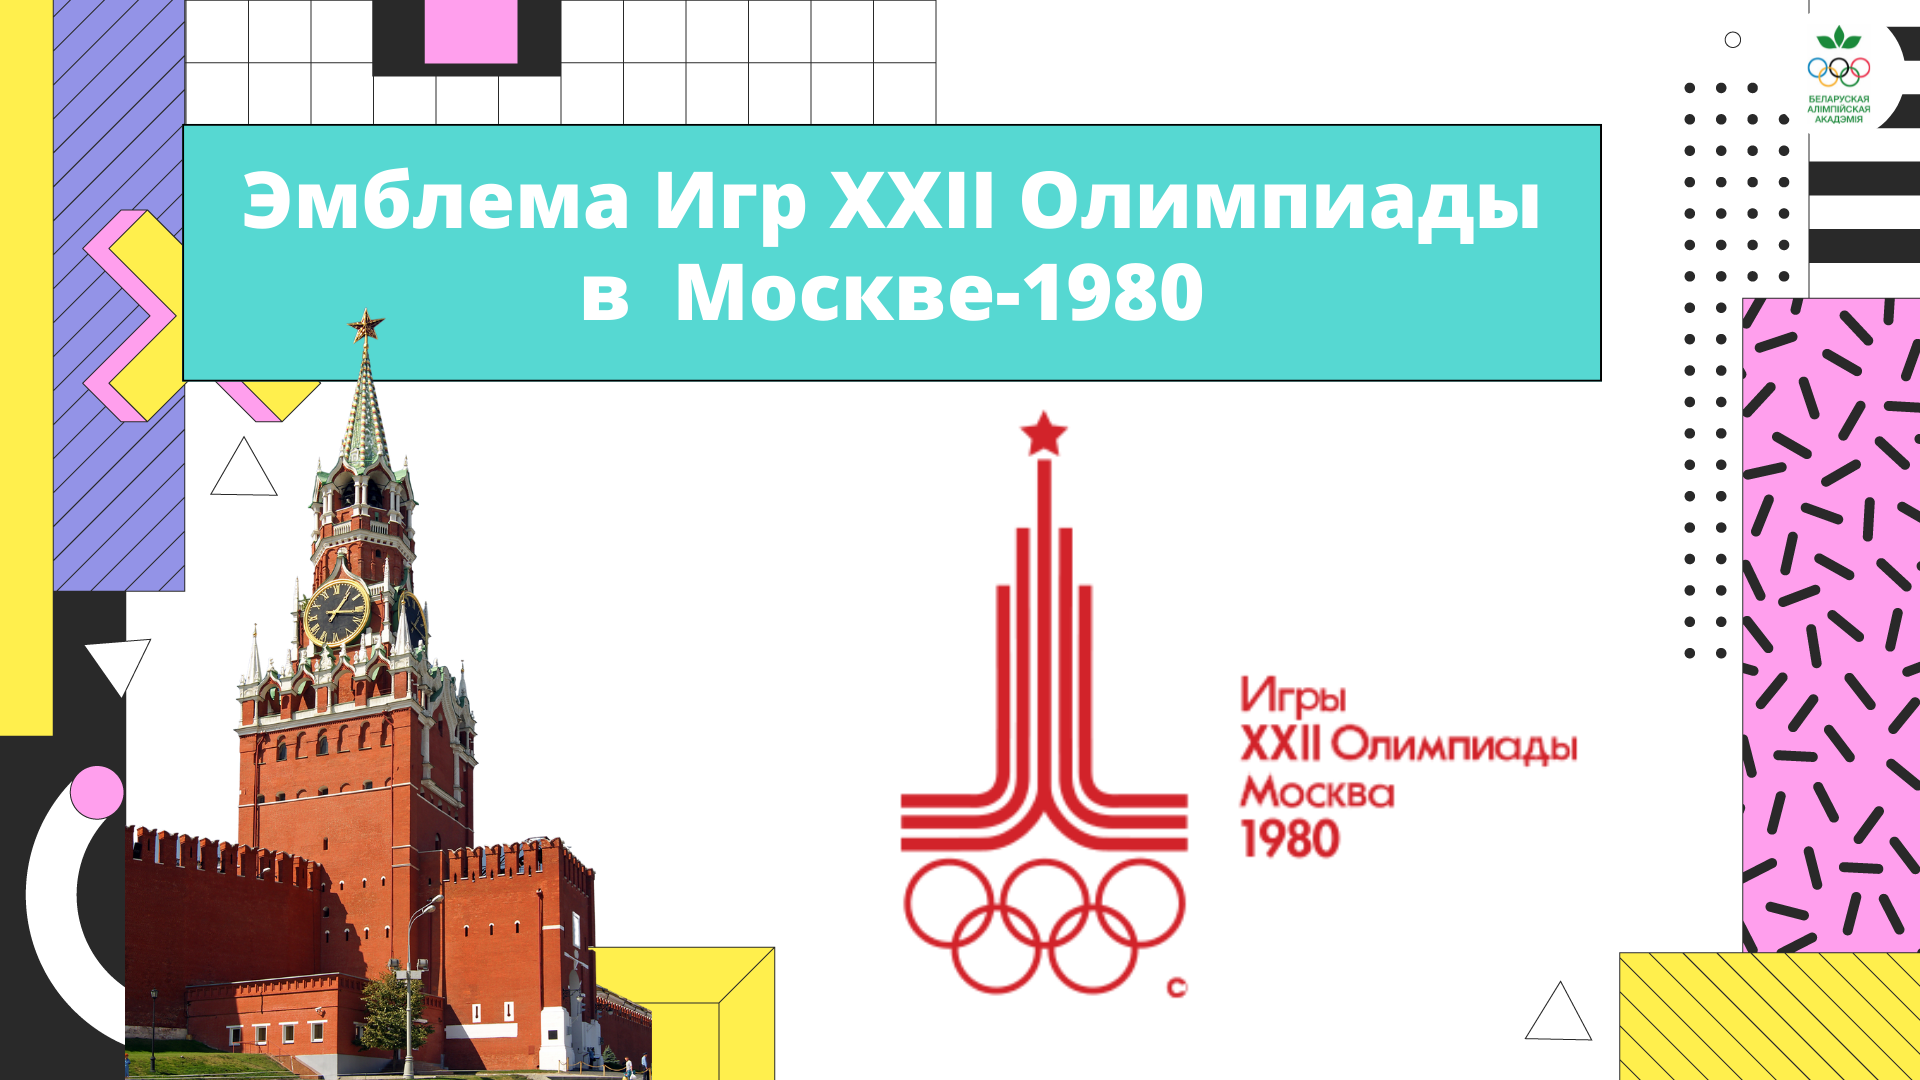 БЕЛАРУСКАЯ
АЛІМПІЙСКАЯ
АКАДЭМІЯ
Эмблема Игр XXII Олимпиады
в Москве-1980
Игры
XXII Олимпиады
Москва
1980